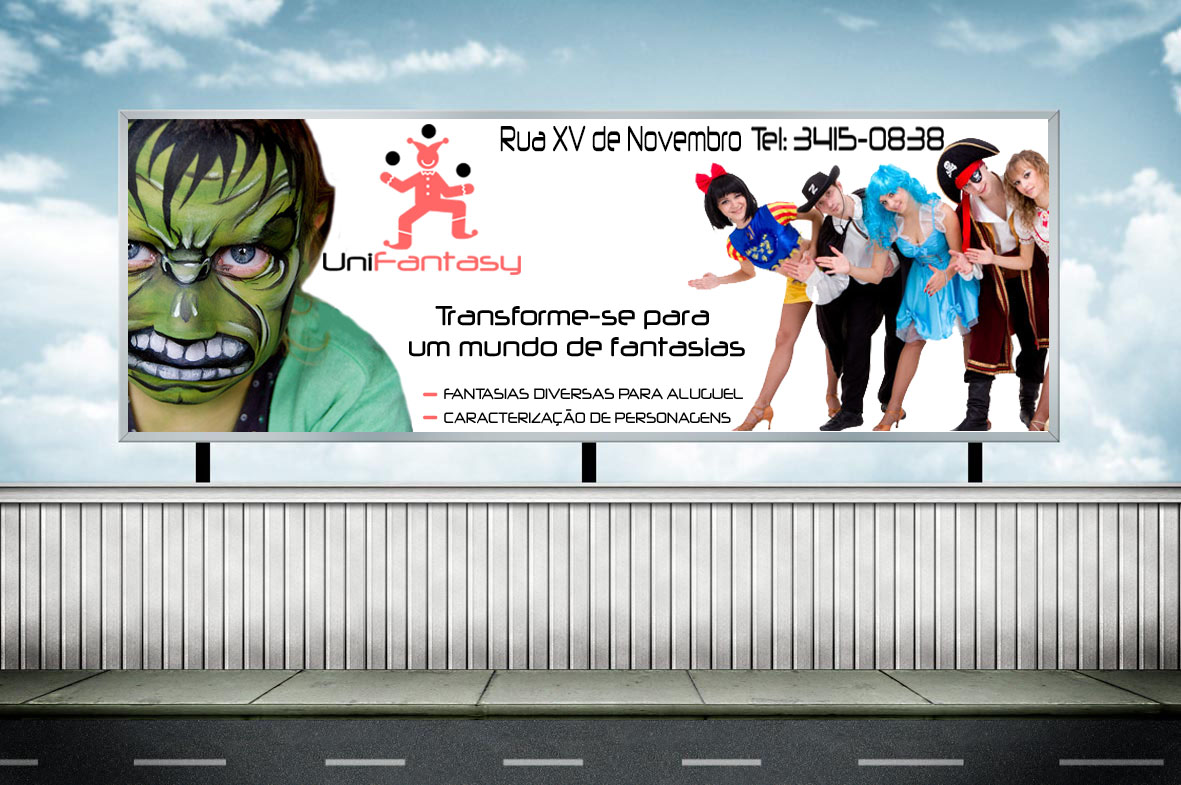 Rua XV de Novembro Tel: 3415-0838
Z
UniFantasy
Transforme-se para
um mundo de fantasias
– FANTASIAS DIVERSAS PARA ALUGUEL
– CARACTERIZAÇÃO DE PERSONAGENS